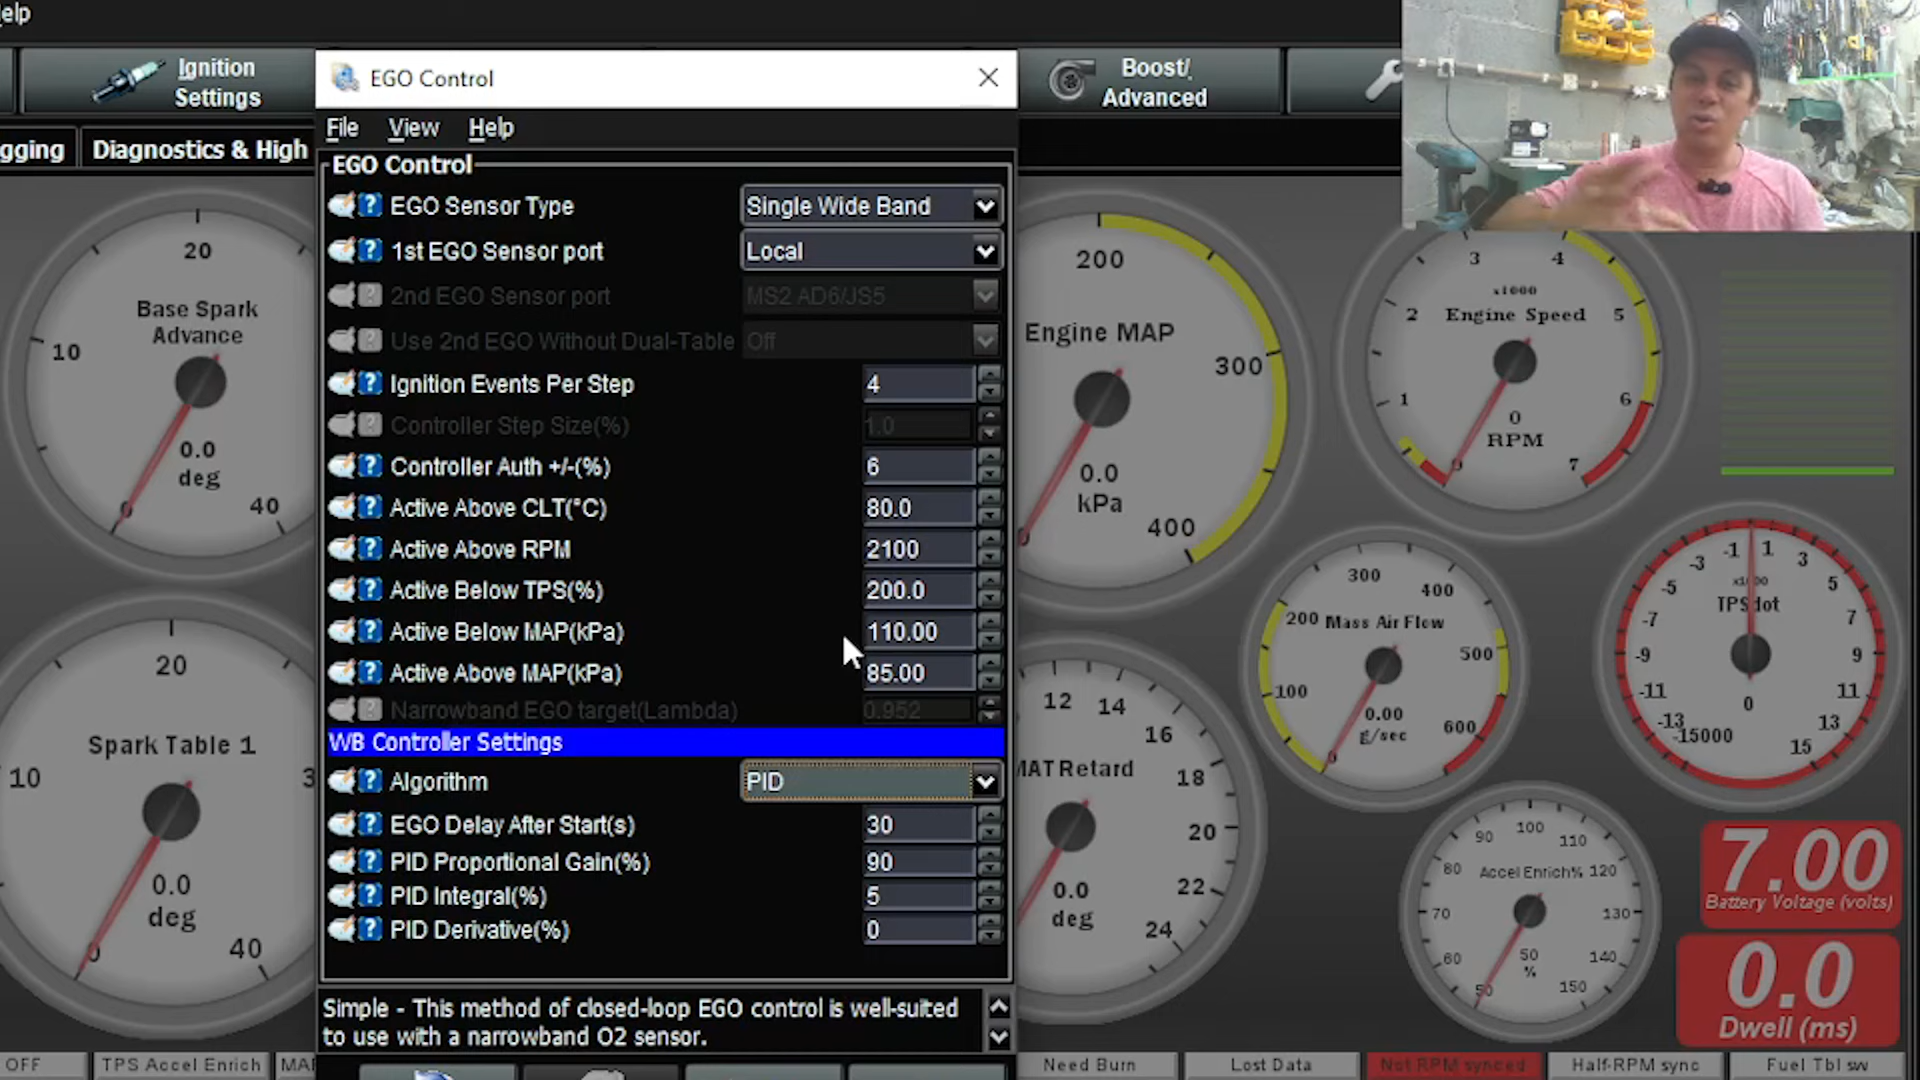 elp
Ignition
Settings
EGO Control
Boost/
Advanced
File View Help
gging
Diagnostics & High
EGO Control
EGO Sensor Type Single Wide Band
1st EGO Sensor port Local
2nd EGO Sensor port MS2 AD6/JS5
Use 2nd EGO Without Dual-Table Off
Ignition Events Per Step 4
Controller Step Size(%) 1.0
Controller Auth +/-(%) 6
Active Above CLT(°C) 80.0
Active Above RPM 2100
Active Below TPS(%) 200.0
Active Below MAP(kPa) 110.00
Active Above MAP(kPa) 85.00
Narrowband EGO target(Lambda) 0.952
WB Controller Settings
Algorithm PID
EGO Delay After Start(s) 30
PID Proportional Gain(%) 90
PID Integral(%) 5
PID Derivative(%) 0
Simple - This method of closed-loop EGO control is well-suited
to use with a narrowband O2 sensor.
20
Base Spark
Advance
10
0.0
deg
40
0
20
Spark Table 1
10
3
0.0
deg
40
0
200
Engine MAP
300
0.0
kPa
400
0
3 4
x1000
2 Engine Speed 5
1 6
0
RPM
0 7
300
400
200 Mass Air Flow
500
100
0.00
g/sec
600
0
-1 1
-3 3
-5 x1000 5
TPSdot
-7 7
-9 9
-11 11
-13 0 13
-15000 15
12 14
16
MAT Retard
18
20
0.0
deg
22
24
90 100 110
80 Accel Enrich% 120
70 130
60 50 140
%
50 150
7.00
Battery Voltage (volts)
0.0
Dwell (ms)
OFF
TPS Accel Enrich
MAP
Need Burn
Lost Data
Not RPM synced
Half-RPM sync
Fuel Tbl sw